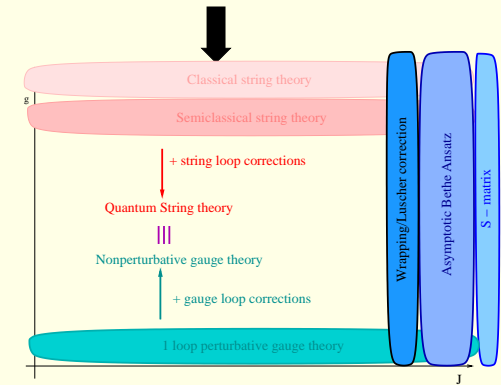 Classical string theory
g
Semiclassical string theory
+ string loop corrections
Quantum String theory
Nonperturbative gauge theory
+ gauge loop corrections
1 loop perturbative gauge theory
J
Wrapping/Luscher correction
Asymptotic Bethe Ansatz
S − matrix